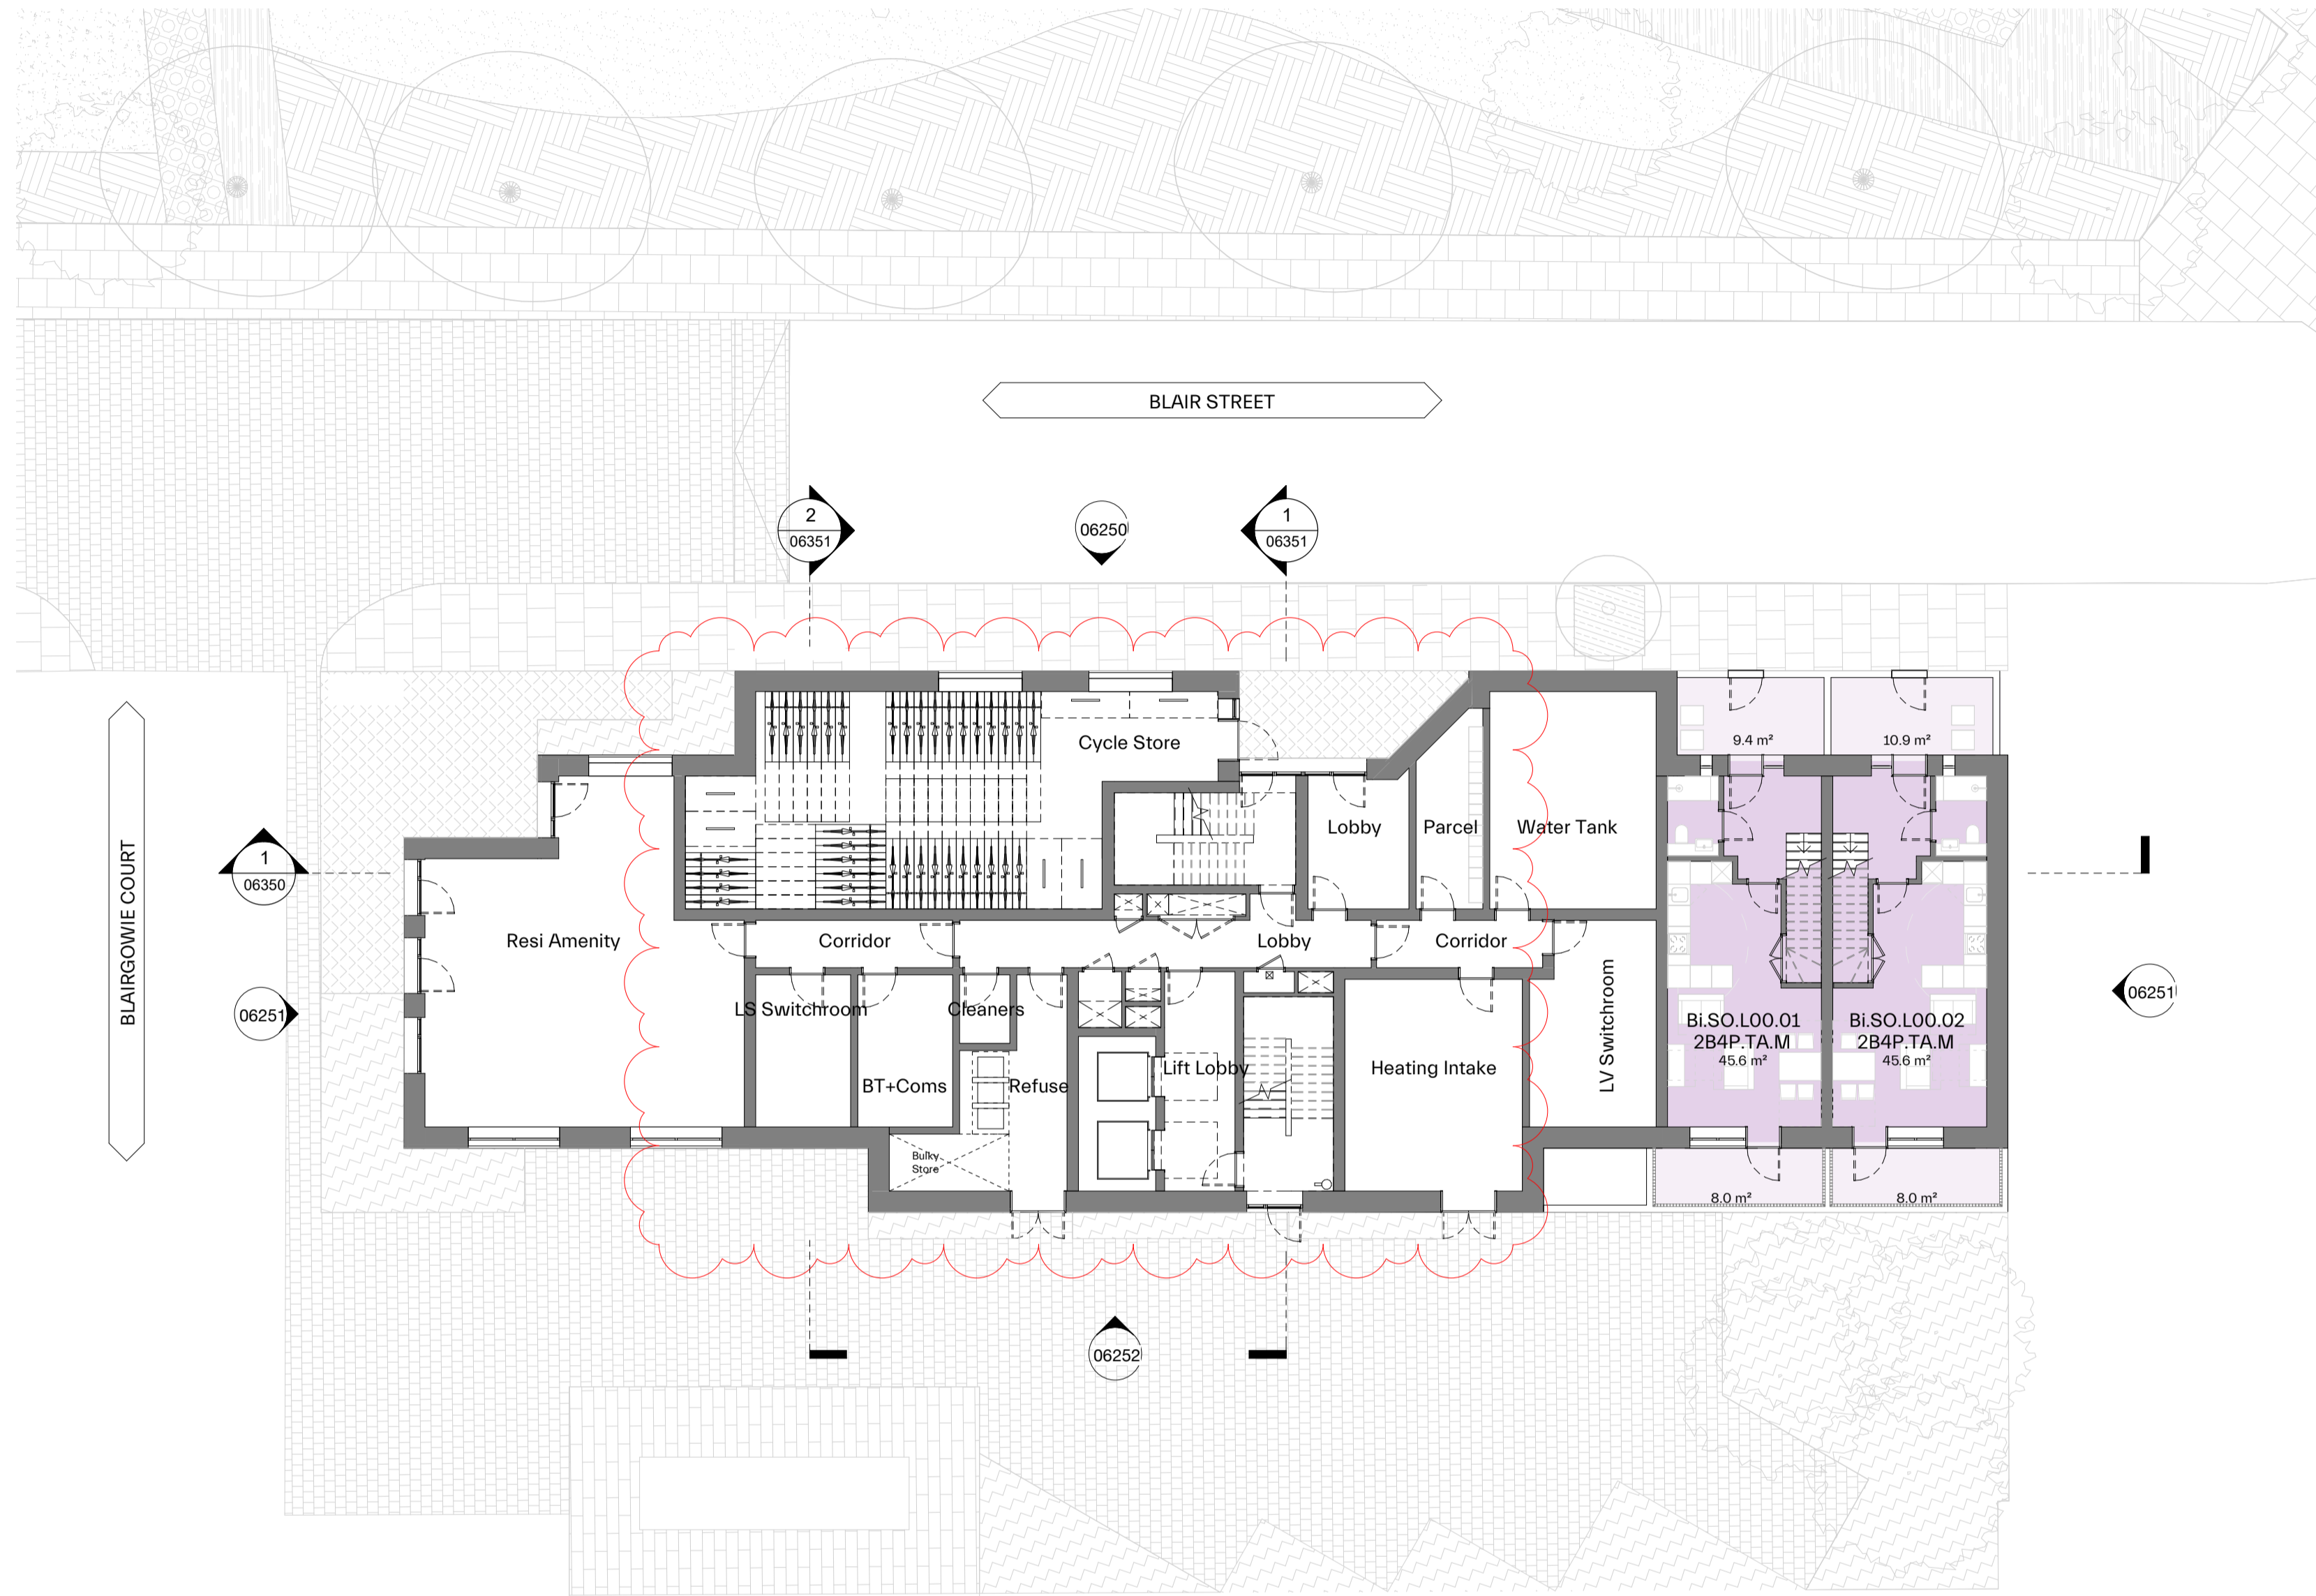 BLAIR STREET
2
06351
06250
1
06351
9.4 m²
10.9 m²
Cycle Store
Lobby
Parcel
Water Tank
1
06350
BLAIRGOWIE COURT
Resi Amenity
Corridor
Lobby
Corridor
LS Switchroom
Cleaners
LV Switchroom
06251
06251
Bi.SO.L00.01
2B4P.TA.M
45.6 m²
Bi.SO.L00.02
2B4P.TA.M
45.6 m²
BT+Coms
Refuse
Lift Lobby
Heating Intake
Bulky
Store
8.0 m²
8.0 m²
06252